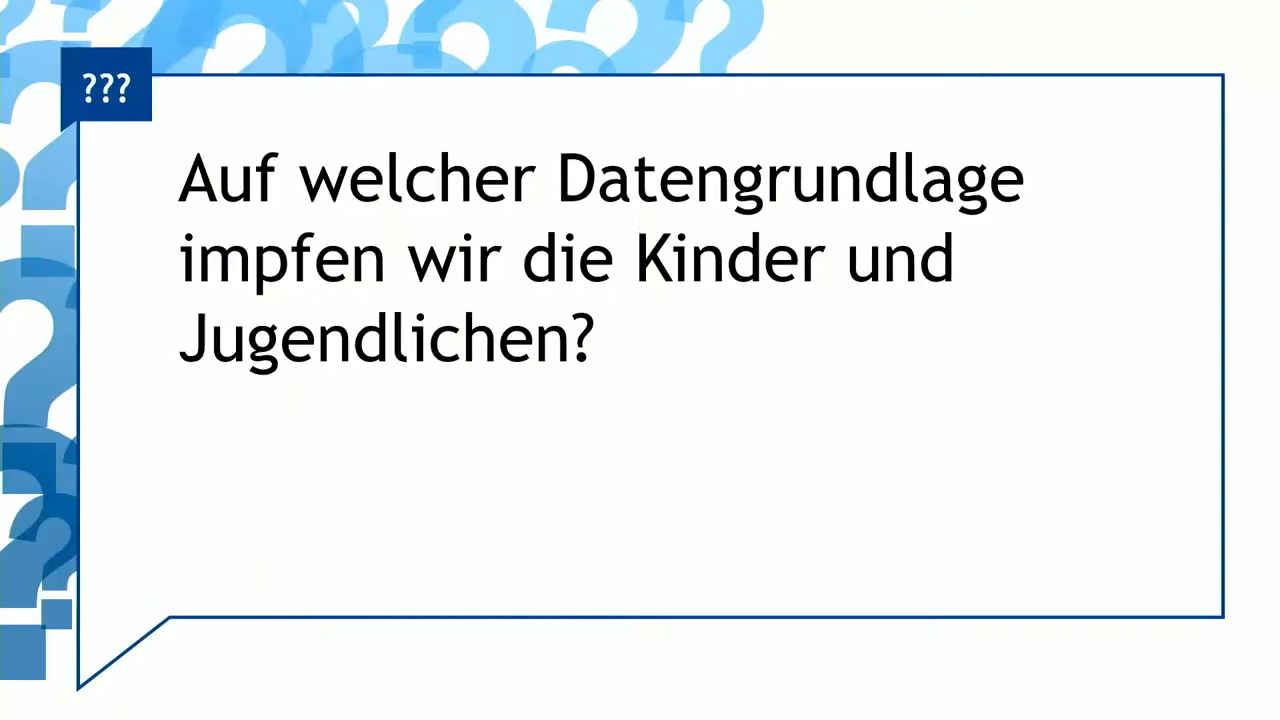 ???
Auf welcher Datengrundlage
impfen wir die Kinder und
Jugendlichen?